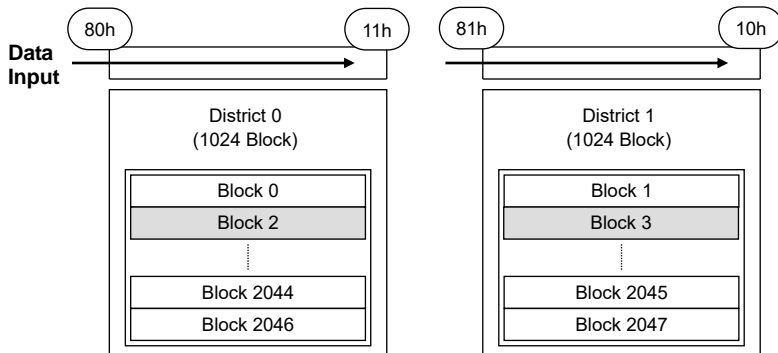 80h
11h
81h
10h
Data
Input
District 0
(1024 Block)
Block 0
Block 2
Block 2044
Block 2046
District 1
(1024 Block)
Block 1
Block 3
Block 2045
Block 2047